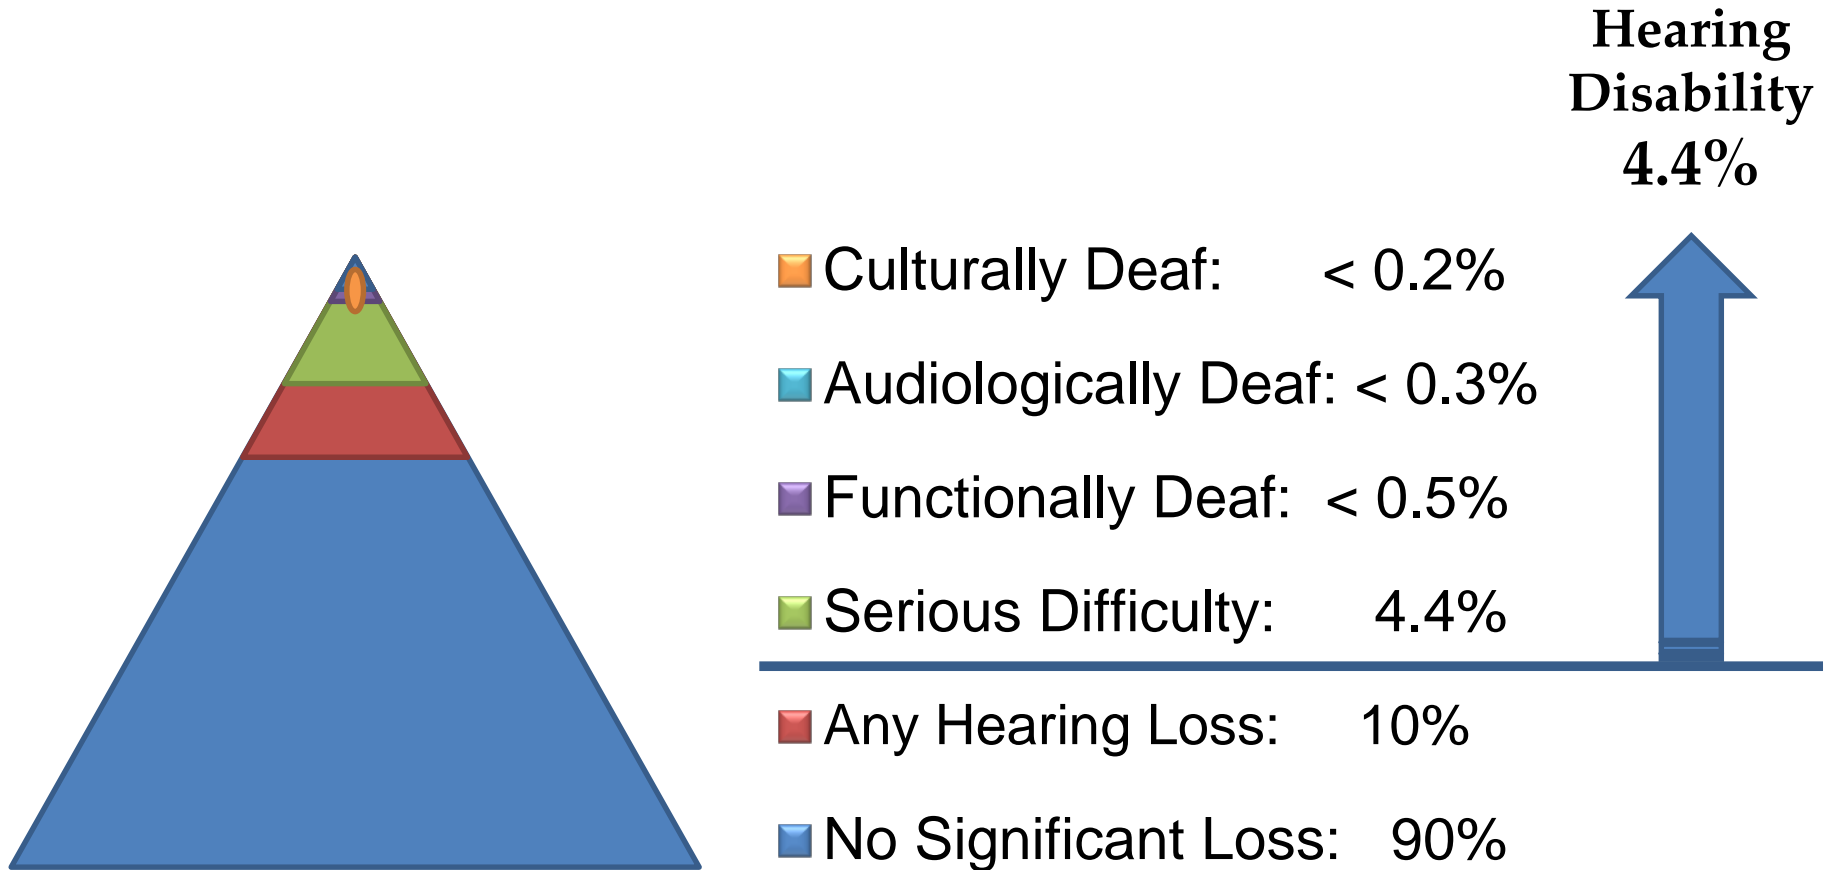 Hearing
Disability
4.4%
Culturally Deaf: < 0.2%
Audiologically Deaf: < 0.3%
Functionally Deaf: < 0.5%
Serious Difficulty: 4.4%
Any Hearing Loss: 10%
No Significant Loss: 90%